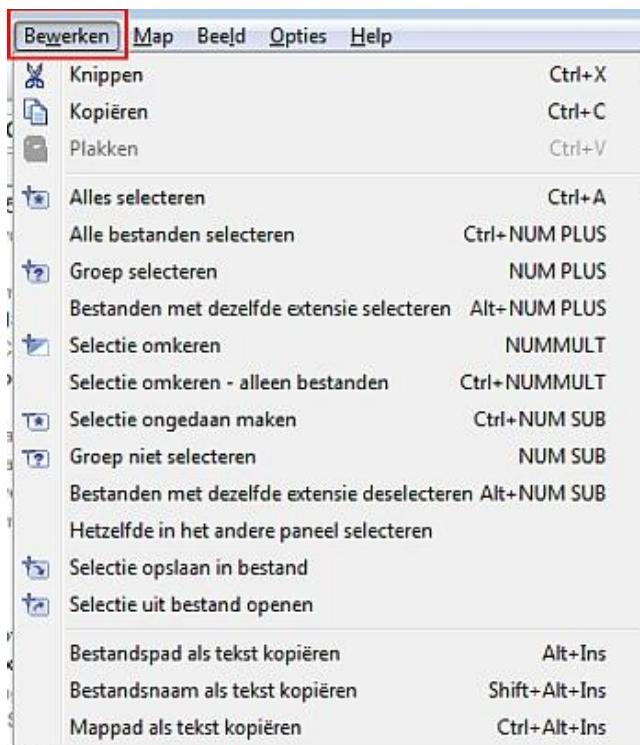 Bewerken Map Beeld Opties Help
Knippen Ctrl+X
Kopiëren Ctrl+C
Plakken Ctrl+V
Alles selecteren Ctrl+A
Alle bestanden selecteren Ctrl+NUM PLUS
Groep selecteren NUM PLUS
Bestanden met dezelfde extensie selecteren Alt+NUM PLUS
Selectie omkeren NUMMULT
Selectie omkeren - alleen bestanden Ctrl+NUMMULT
Selectie ongedaan maken Ctrl+NUM SUB
Groep niet selecteren NUM SUB
Bestanden met dezelfde extensie deselecteren Alt+NUM SUB
Hetzelfde in het andere paneel selecteren
Selectie opslaan in bestand
Selectie uit bestand openen
Bestandspad als tekst kopiëren Alt+Ins
Bestandsnaam als tekst kopiëren Shift+Alt+Ins
Mappad als tekst kopiëren Ctrl+Alt+Ins